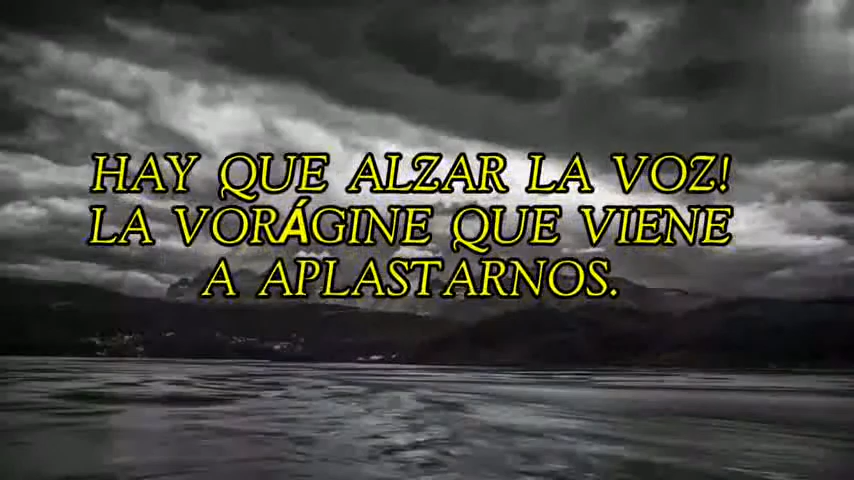 HAY QUE ALZAR LA VOZ!
LA VORÁGINE QUE VIENE
A APLASTARNOS.